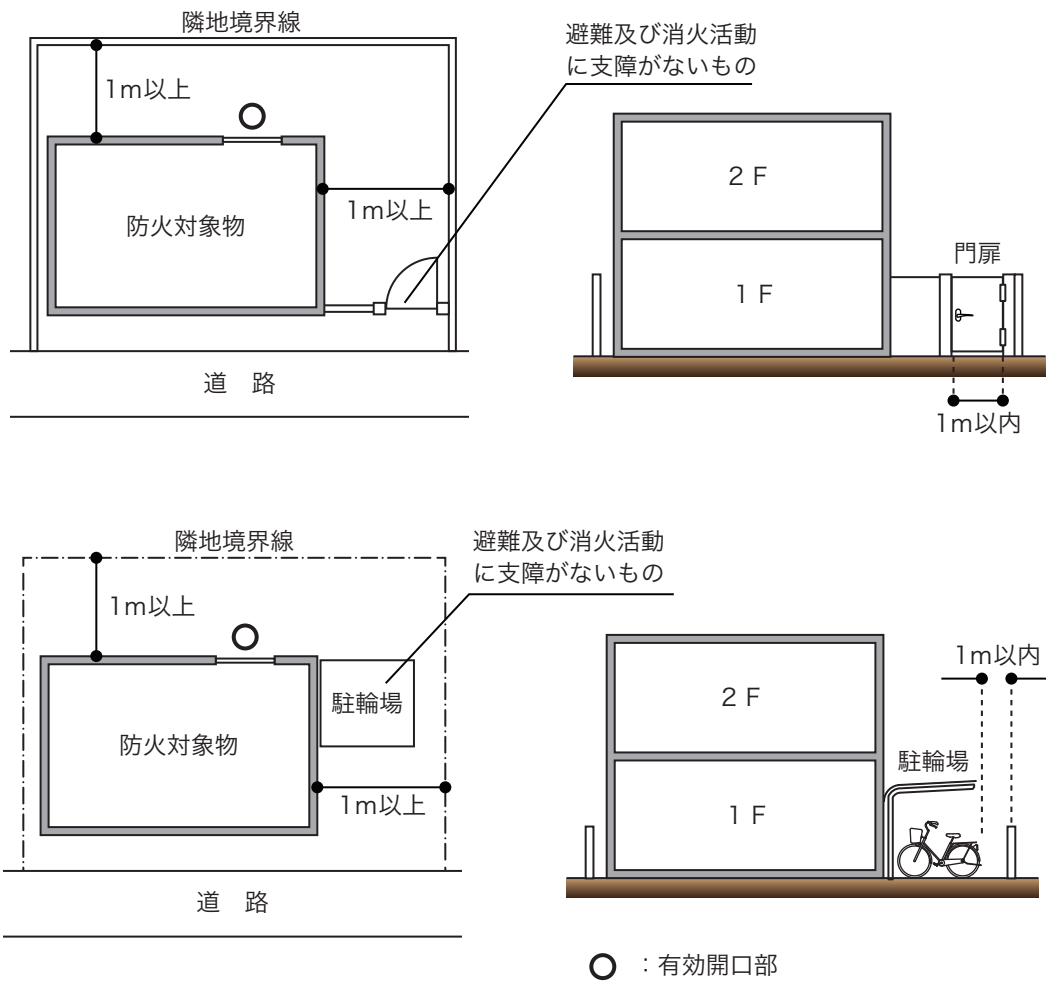 隣地境界線
1m以上
避難及び消火活動
に支障がないもの
防火対象物
1m以上
道　路
2 F
1 F
門扉
1m以内
隣地境界線
1m以上
避難及び消火活動
に支障がないもの
駐輪場
防火対象物
1m以上
道　路
1m以内
2 F
駐輪場
1 F
：有効開口部